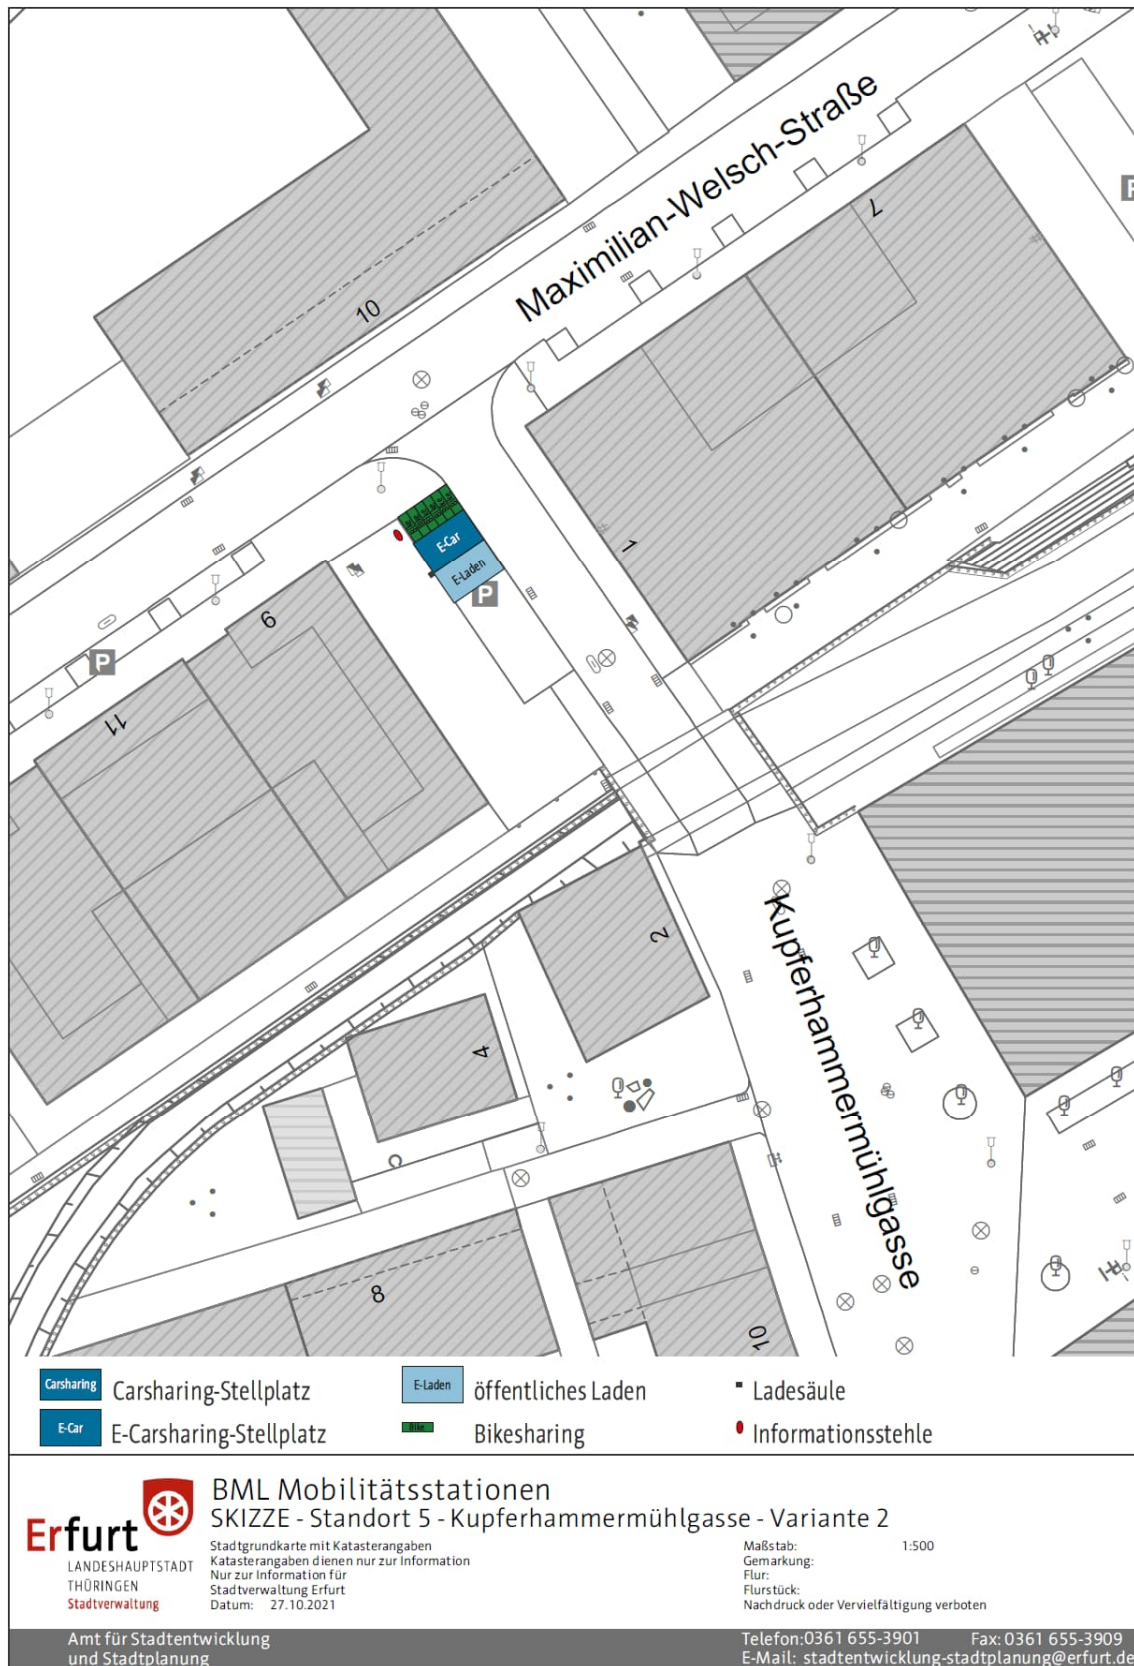 Maximilian-Welsch-Straße
7
P
10
1
E-Car
E-Laden
P
9
P
11
2
Kupferhammermühlgasse
4
8
10
Carsharing Carsharing-Stellplatz
E-Car E-Carsharing-Stellplatz
E-Laden öffentliches Laden
Bike Bikesharing
Ladesäule
Informationsstehle
Erfurt
LANDESHAUPTSTADT
THÜRINGEN
Stadtverwaltung
BML Mobilitätsstationen
SKIZZE - Standort 5 - Kupferhammermühlgasse - Variante 2
Stadtgrundkarte mit Katasterangaben
Katasterangaben dienen nur zur Information
Nur zur Information für
Stadtverwaltung Erfurt
Datum: 27.10.2021
Maßstab: 1:500
Gemarkung:
Flur:
Flurstück:
Nachdruck oder Vervielfältigung verboten
Amt für Stadtentwicklung
und Stadtplanung
Telefon:0361 655-3901 Fax: 0361 655-3909
E-Mail: stadtentwicklung-stadtplanung@erfurt.de